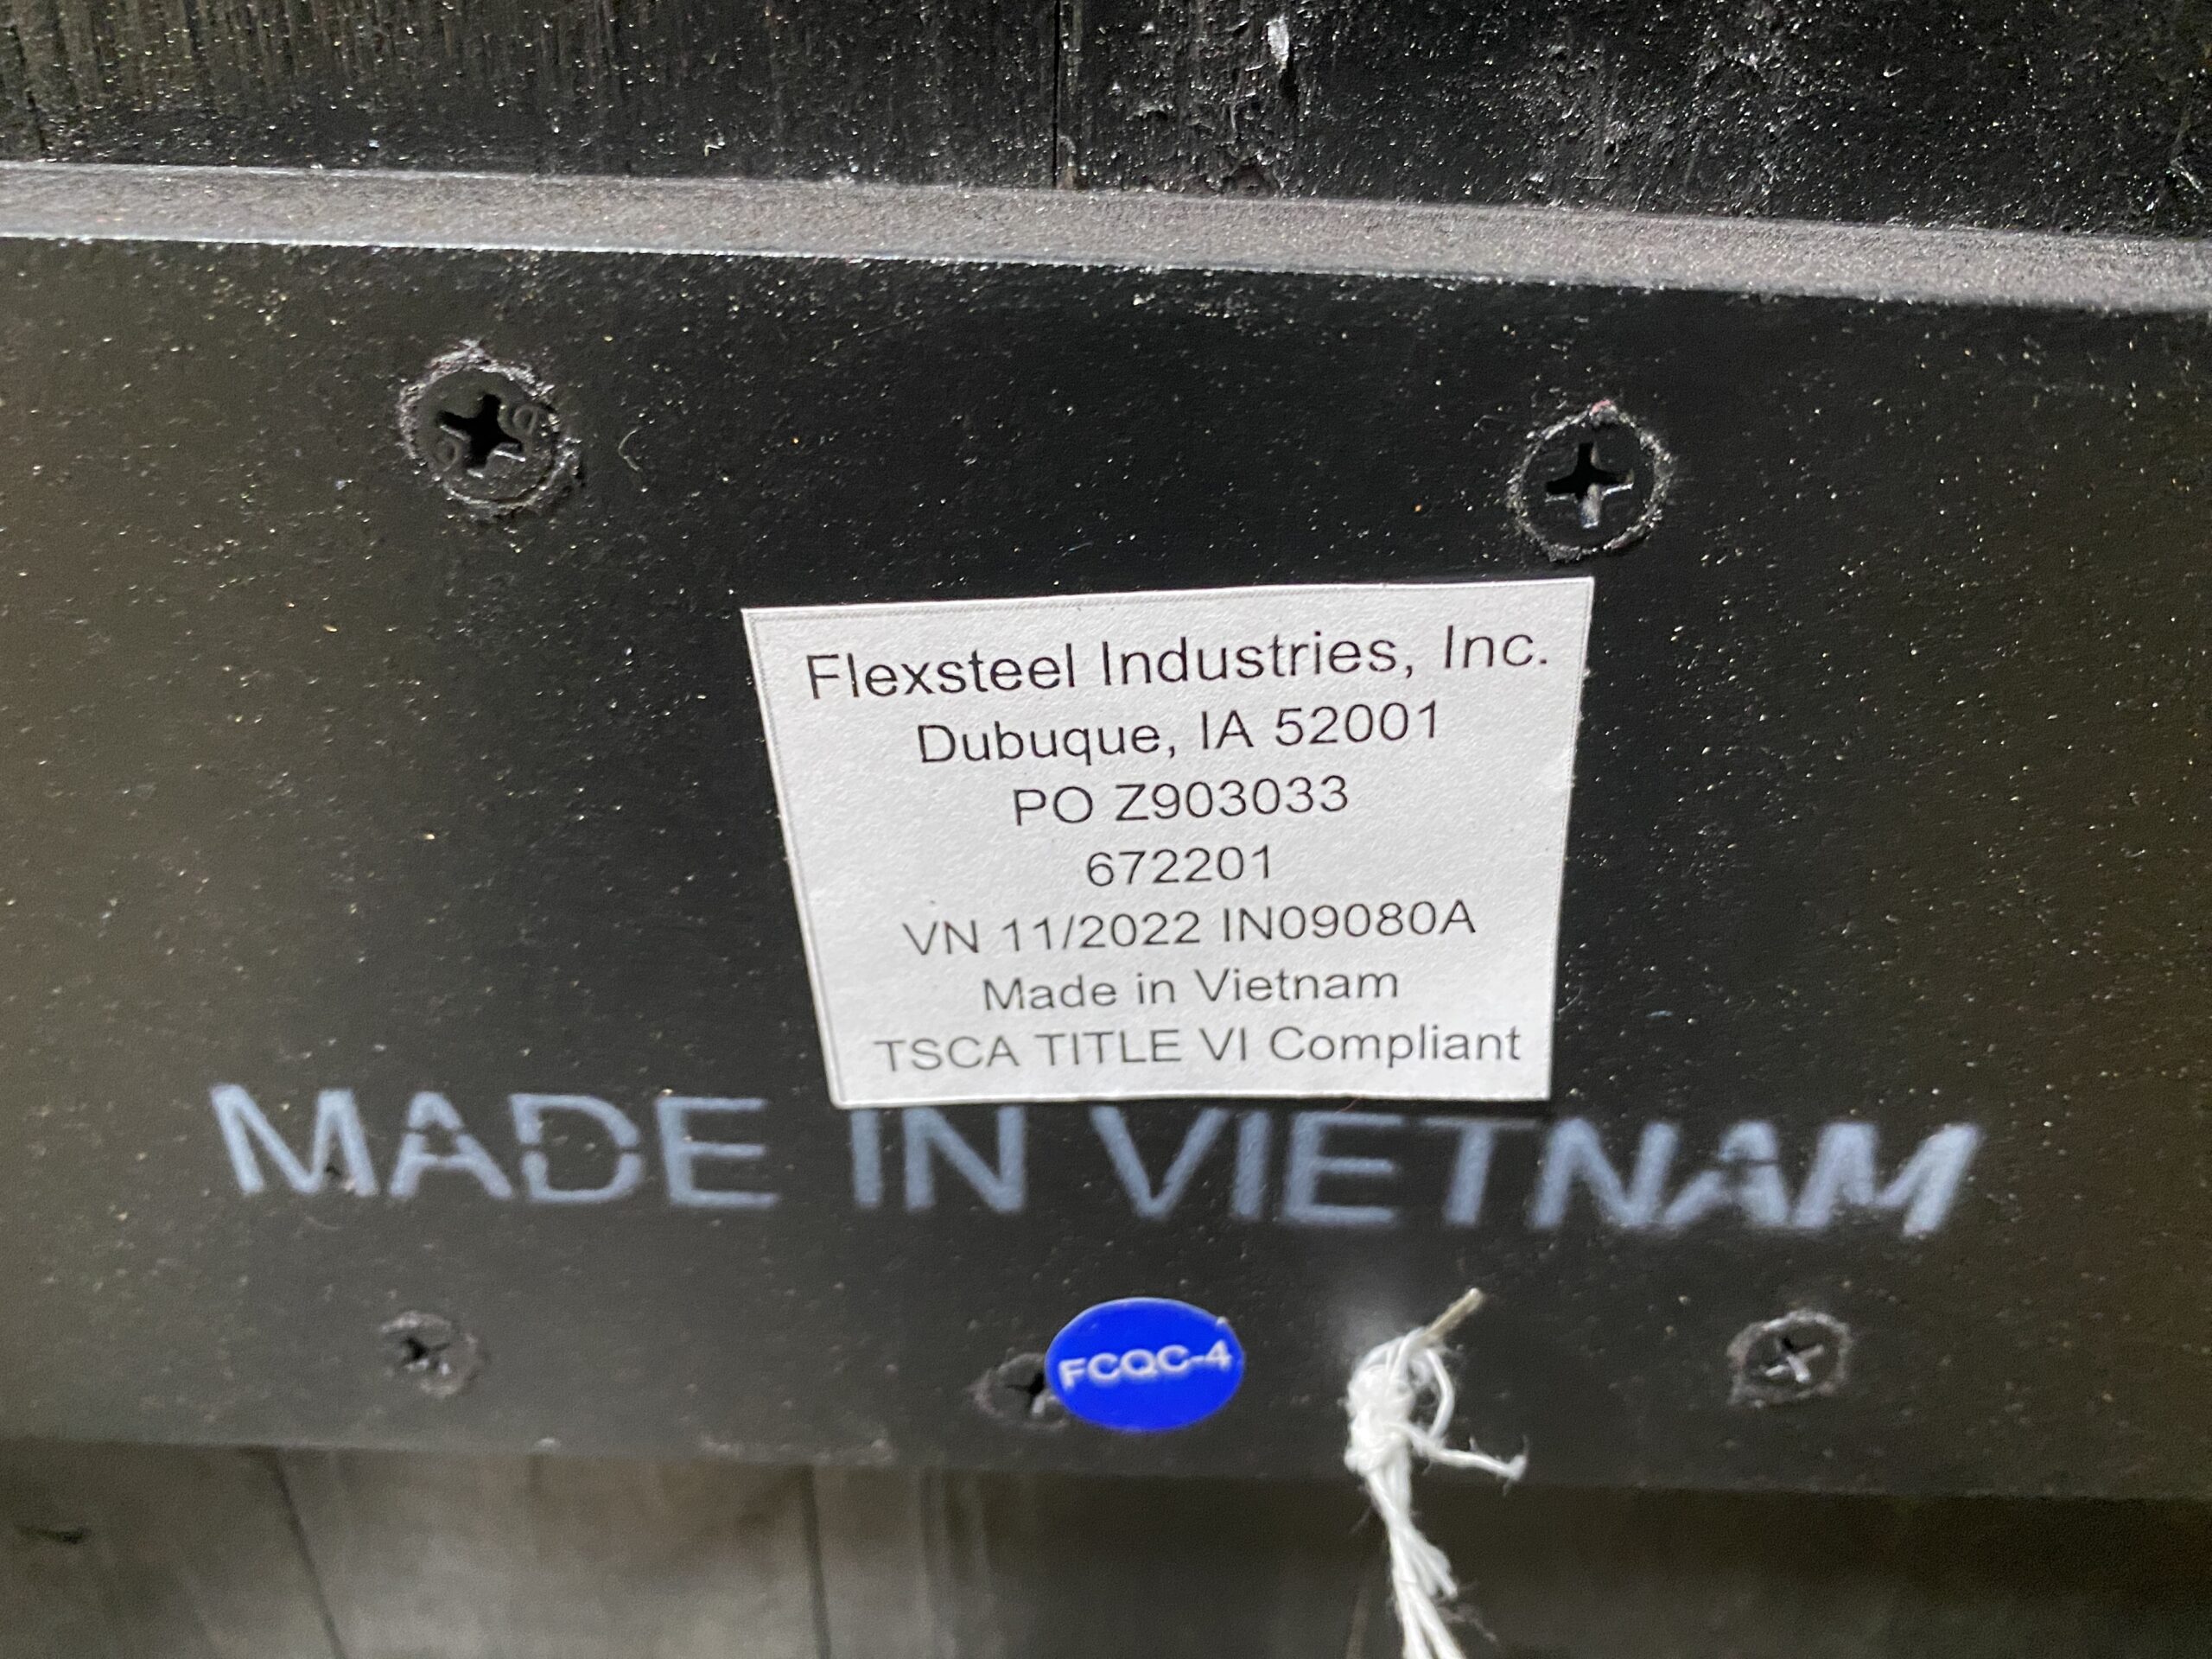 Flexsteel Industries, Inc.
Dubuque, IA 52001
PO Z903033
672201
VN 11/2022 IN09080A
Made in Vietnam
TSCA TITLE VI Compliant
MADE IN VIETNAM
FCQC-4